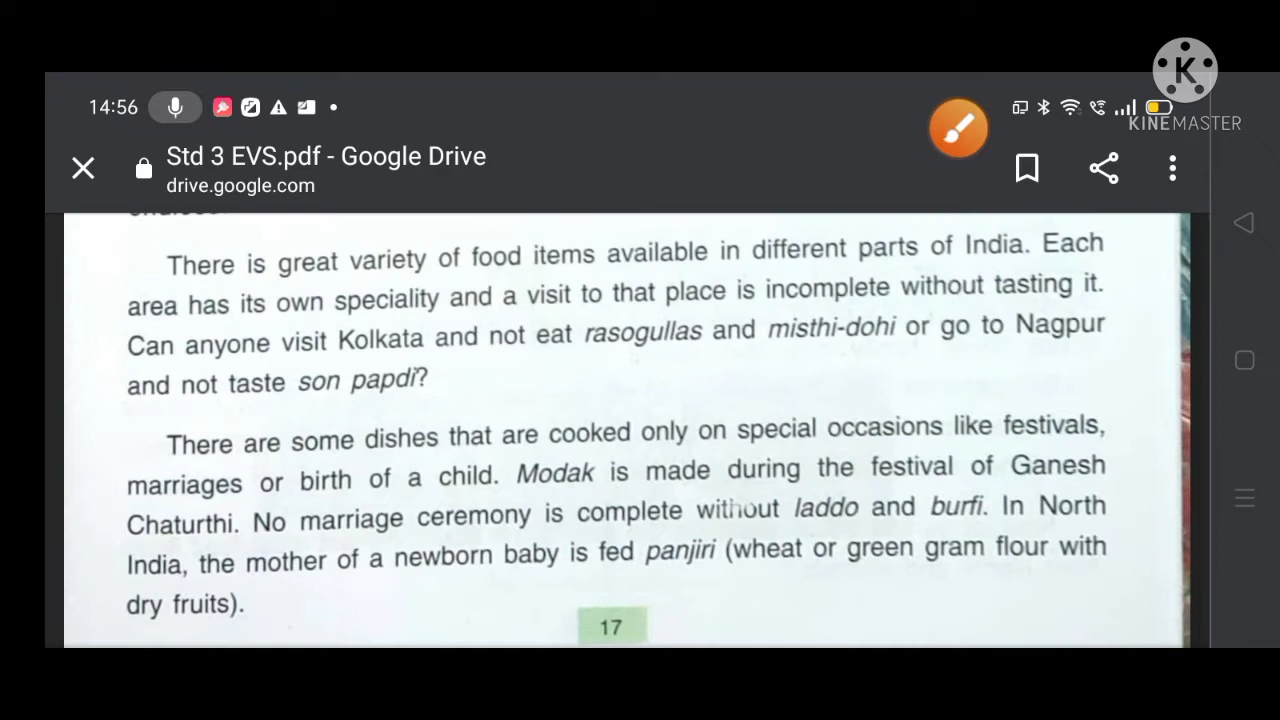 14:56
KINEMASTER
Std 3 EVS.pdf - Google Drive
drive.google.com
There is great variety of food items available in different parts of India. Each
area has its own speciality and a visit to that place is incomplete without tasting it.
Can anyone visit Kolkata and not eat rasogullas and misthi-dohi or go to Nagpur
and not taste son papdi?
There are some dishes that are cooked only on special occasions like festivals,
marriages or birth of a child. Modak is made during the festival of Ganesh
Chaturthi. No marriage ceremony is complete without laddo and burfi. In North
India, the mother of a newborn baby is fed panjiri (wheat or green gram flour with
dry fruits).
17